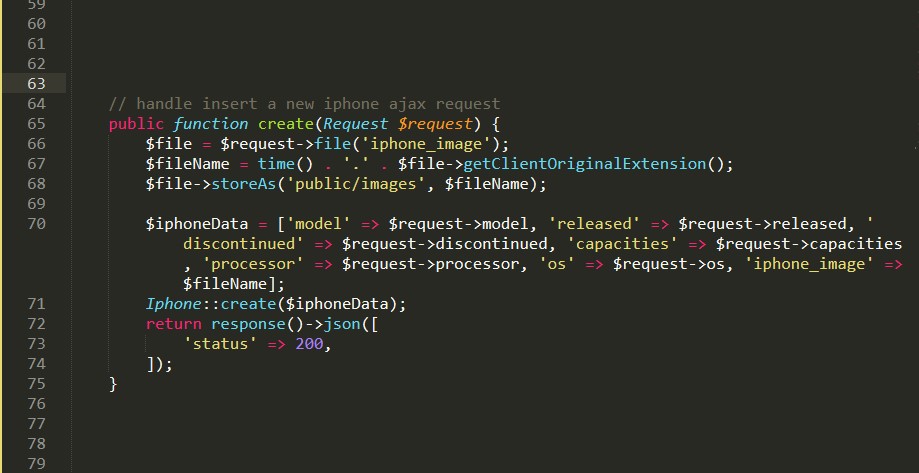 59
60
61
62
63
64 // handle insert a new iphone ajax request
65 public function create(Request $request) {
66 $file = $request->file('iphone_image');
67 $fileName = time() . '.' . $file->getClientOriginalExtension();
68 $file->storeAs('public/images', $fileName);
69
70 $iphoneData = ['model' => $request->model, 'released' => $request->released, '
discontinued' => $request->discontinued, 'capacities' => $request->capacities
, 'processor' => $request->processor, 'os' => $request->os, 'iphone_image' =>
$fileName];
71 Iphone::create($iphoneData);
72 return response()->json([
73 'status' => 200,
74 ]);
75 }
76
77
78
79